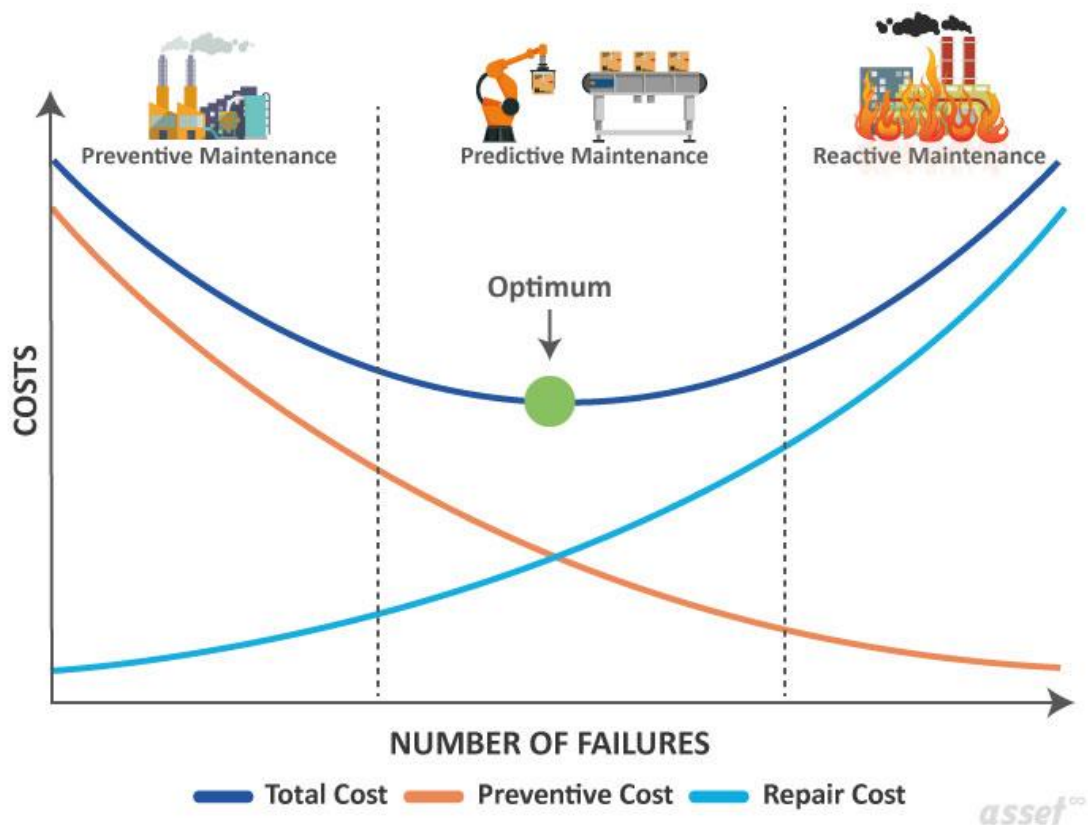 Preventive Maintenance
Predictive Maintenance
Reactive Maintenance
Optimum
COSTS
NUMBER OF FAILURES
Total Cost
Preventive Cost
Repair Cost
asset∞